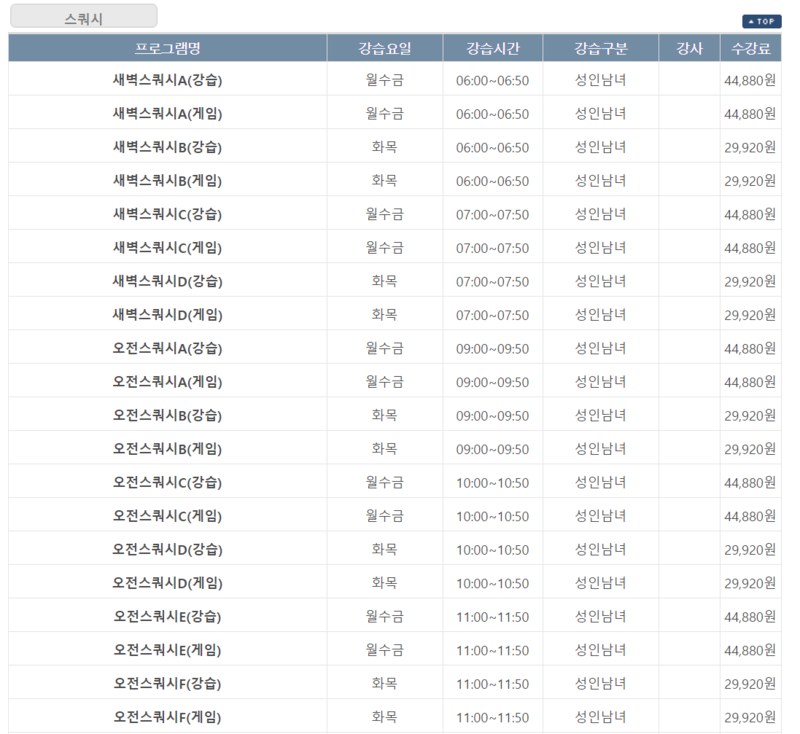 스쿼시
▲ TOP
프로그램명 강습요일 강습시간 강습구분 강사 수강료
새벽스쿼시A(강습) 월수금 06:00~06:50 성인남녀 44,880원
새벽스쿼시A(게임) 월수금 06:00~06:50 성인남녀 44,880원
새벽스쿼시B(강습) 화목 06:00~06:50 성인남녀 29,920원
새벽스쿼시B(게임) 화목 06:00~06:50 성인남녀 29,920원
새벽스쿼시C(강습) 월수금 07:00~07:50 성인남녀 44,880원
새벽스쿼시C(게임) 월수금 07:00~07:50 성인남녀 44,880원
새벽스쿼시D(강습) 화목 07:00~07:50 성인남녀 29,920원
새벽스쿼시D(게임) 화목 07:00~07:50 성인남녀 29,920원
오전스쿼시A(강습) 월수금 09:00~09:50 성인남녀 44,880원
오전스쿼시A(게임) 월수금 09:00~09:50 성인남녀 44,880원
오전스쿼시B(강습) 화목 09:00~09:50 성인남녀 29,920원
오전스쿼시B(게임) 화목 09:00~09:50 성인남녀 29,920원
오전스쿼시C(강습) 월수금 10:00~10:50 성인남녀 44,880원
오전스쿼시C(게임) 월수금 10:00~10:50 성인남녀 44,880원
오전스쿼시D(강습) 화목 10:00~10:50 성인남녀 29,920원
오전스쿼시D(게임) 화목 10:00~10:50 성인남녀 29,920원
오전스쿼시E(강습) 월수금 11:00~11:50 성인남녀 44,880원
오전스쿼시E(게임) 월수금 11:00~11:50 성인남녀 44,880원
오전스쿼시F(강습) 화목 11:00~11:50 성인남녀 29,920원
오전스쿼시F(게임) 화목 11:00~11:50 성인남녀 29,920원